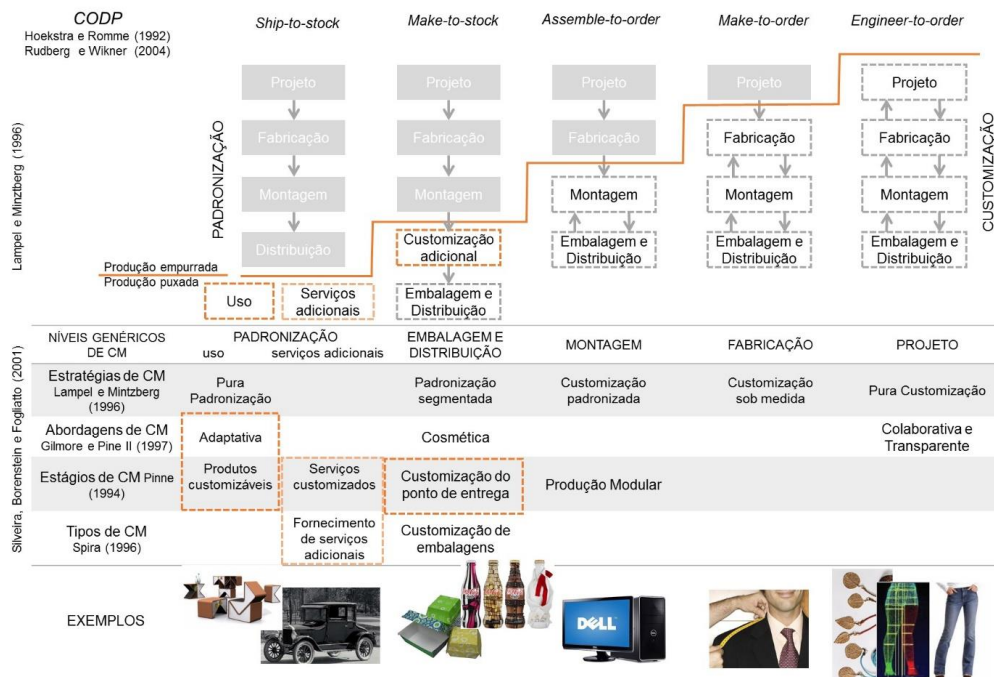 CODP
Hoekstra e Romme (1992)
Rudberg e Wikner (2004)
Ship-to-stock
Make-to-stock
Assemble-to-order
Make-to-order
Engineer-to-order
Lampel e Minztberg (1996)
PADRONIZAÇÃO
Projeto
Fabricação
Montagem
Distribuição
Projeto
Fabricação
Montagem
Customização
adicional
Embalagem e
Distribuição
Projeto
Fabricação
Montagem
Embalagem e
Distribuição
Projeto
Fabricação
Montagem
Embalagem e
Distribuição
Projeto
Fabricação
Montagem
Embalagem e
Distribuição
CUSTOMIZAÇÃO
Produção empurrada
Produção puxada
Uso
Serviços
adicionais
Silveira, Borenstein e Fogliatto (2001)
NÍVEIS GENÉRICOS
DE CM
PADRONIZAÇÃO
uso serviços adicionais
EMBALAGEM E
DISTRIBUIÇÃO
MONTAGEM
FABRICAÇÃO
PROJETO
Estratégias de CM
Lampel e Mintzberg
(1996)
Pura
Padronização
Padronização
segmentada
Customização
padronizada
Customização
sob medida
Pura Customização
Abordagens de CM
Gilmore e Pine II (1997)
Adaptativa
Cosmética
Colaborativa e
Transparente
Estágios de CM Pinne
(1994)
Produtos
customizáveis
Serviços
customizados
Customização do
ponto de entrega
Produção Modular
Tipos de CM
Spira (1996)
Fornecimento
de serviços
adicionais
Customização de
embalagens
EXEMPLOS
DELL